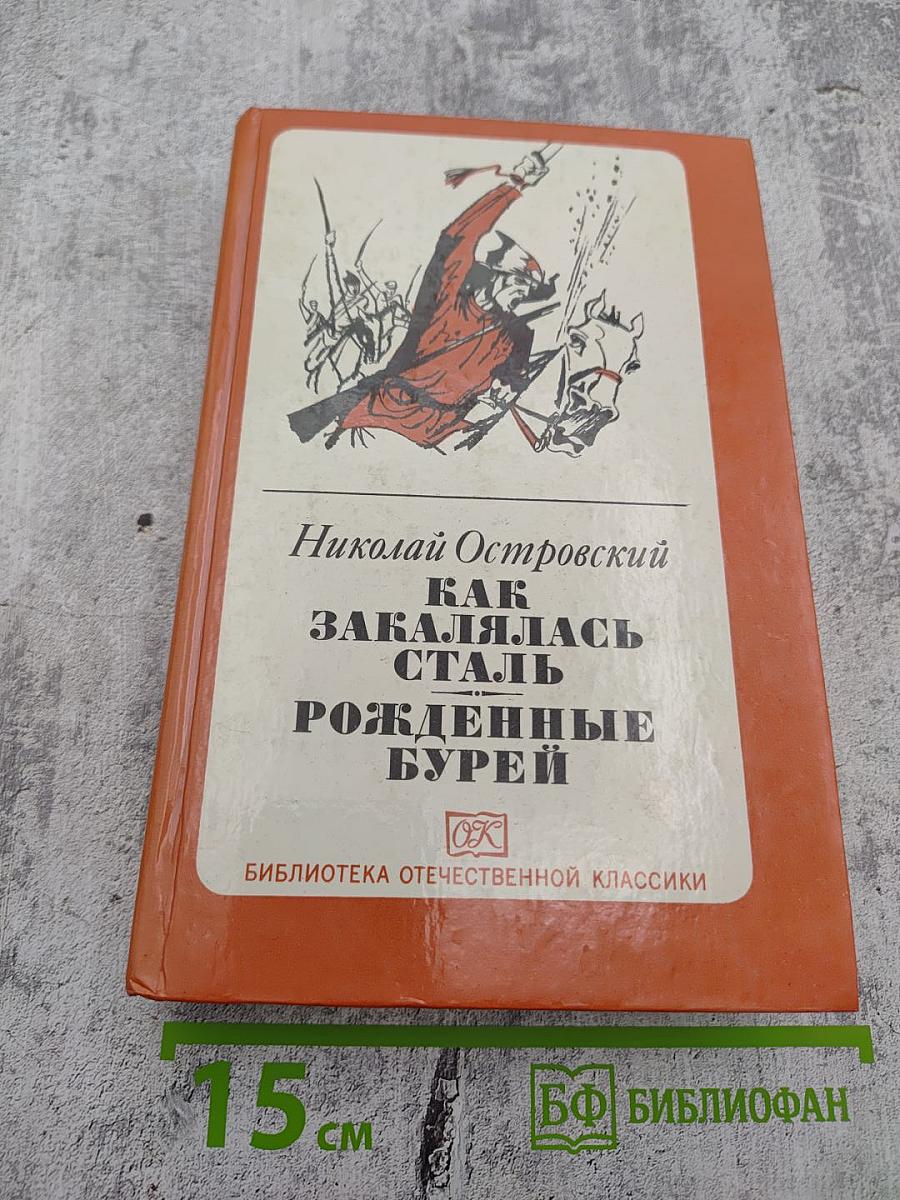 Николай Островский
КАК
ЗАКАЛЯЛАСЬ
СТАЛЬ
РОЖДЕННЫЕ
БУРЕЙ
ОК
БИБЛИОТЕКА ОТЕЧЕСТВЕННОЙ КЛАССИКИ
15 см
БФ БИБЛИОФАН